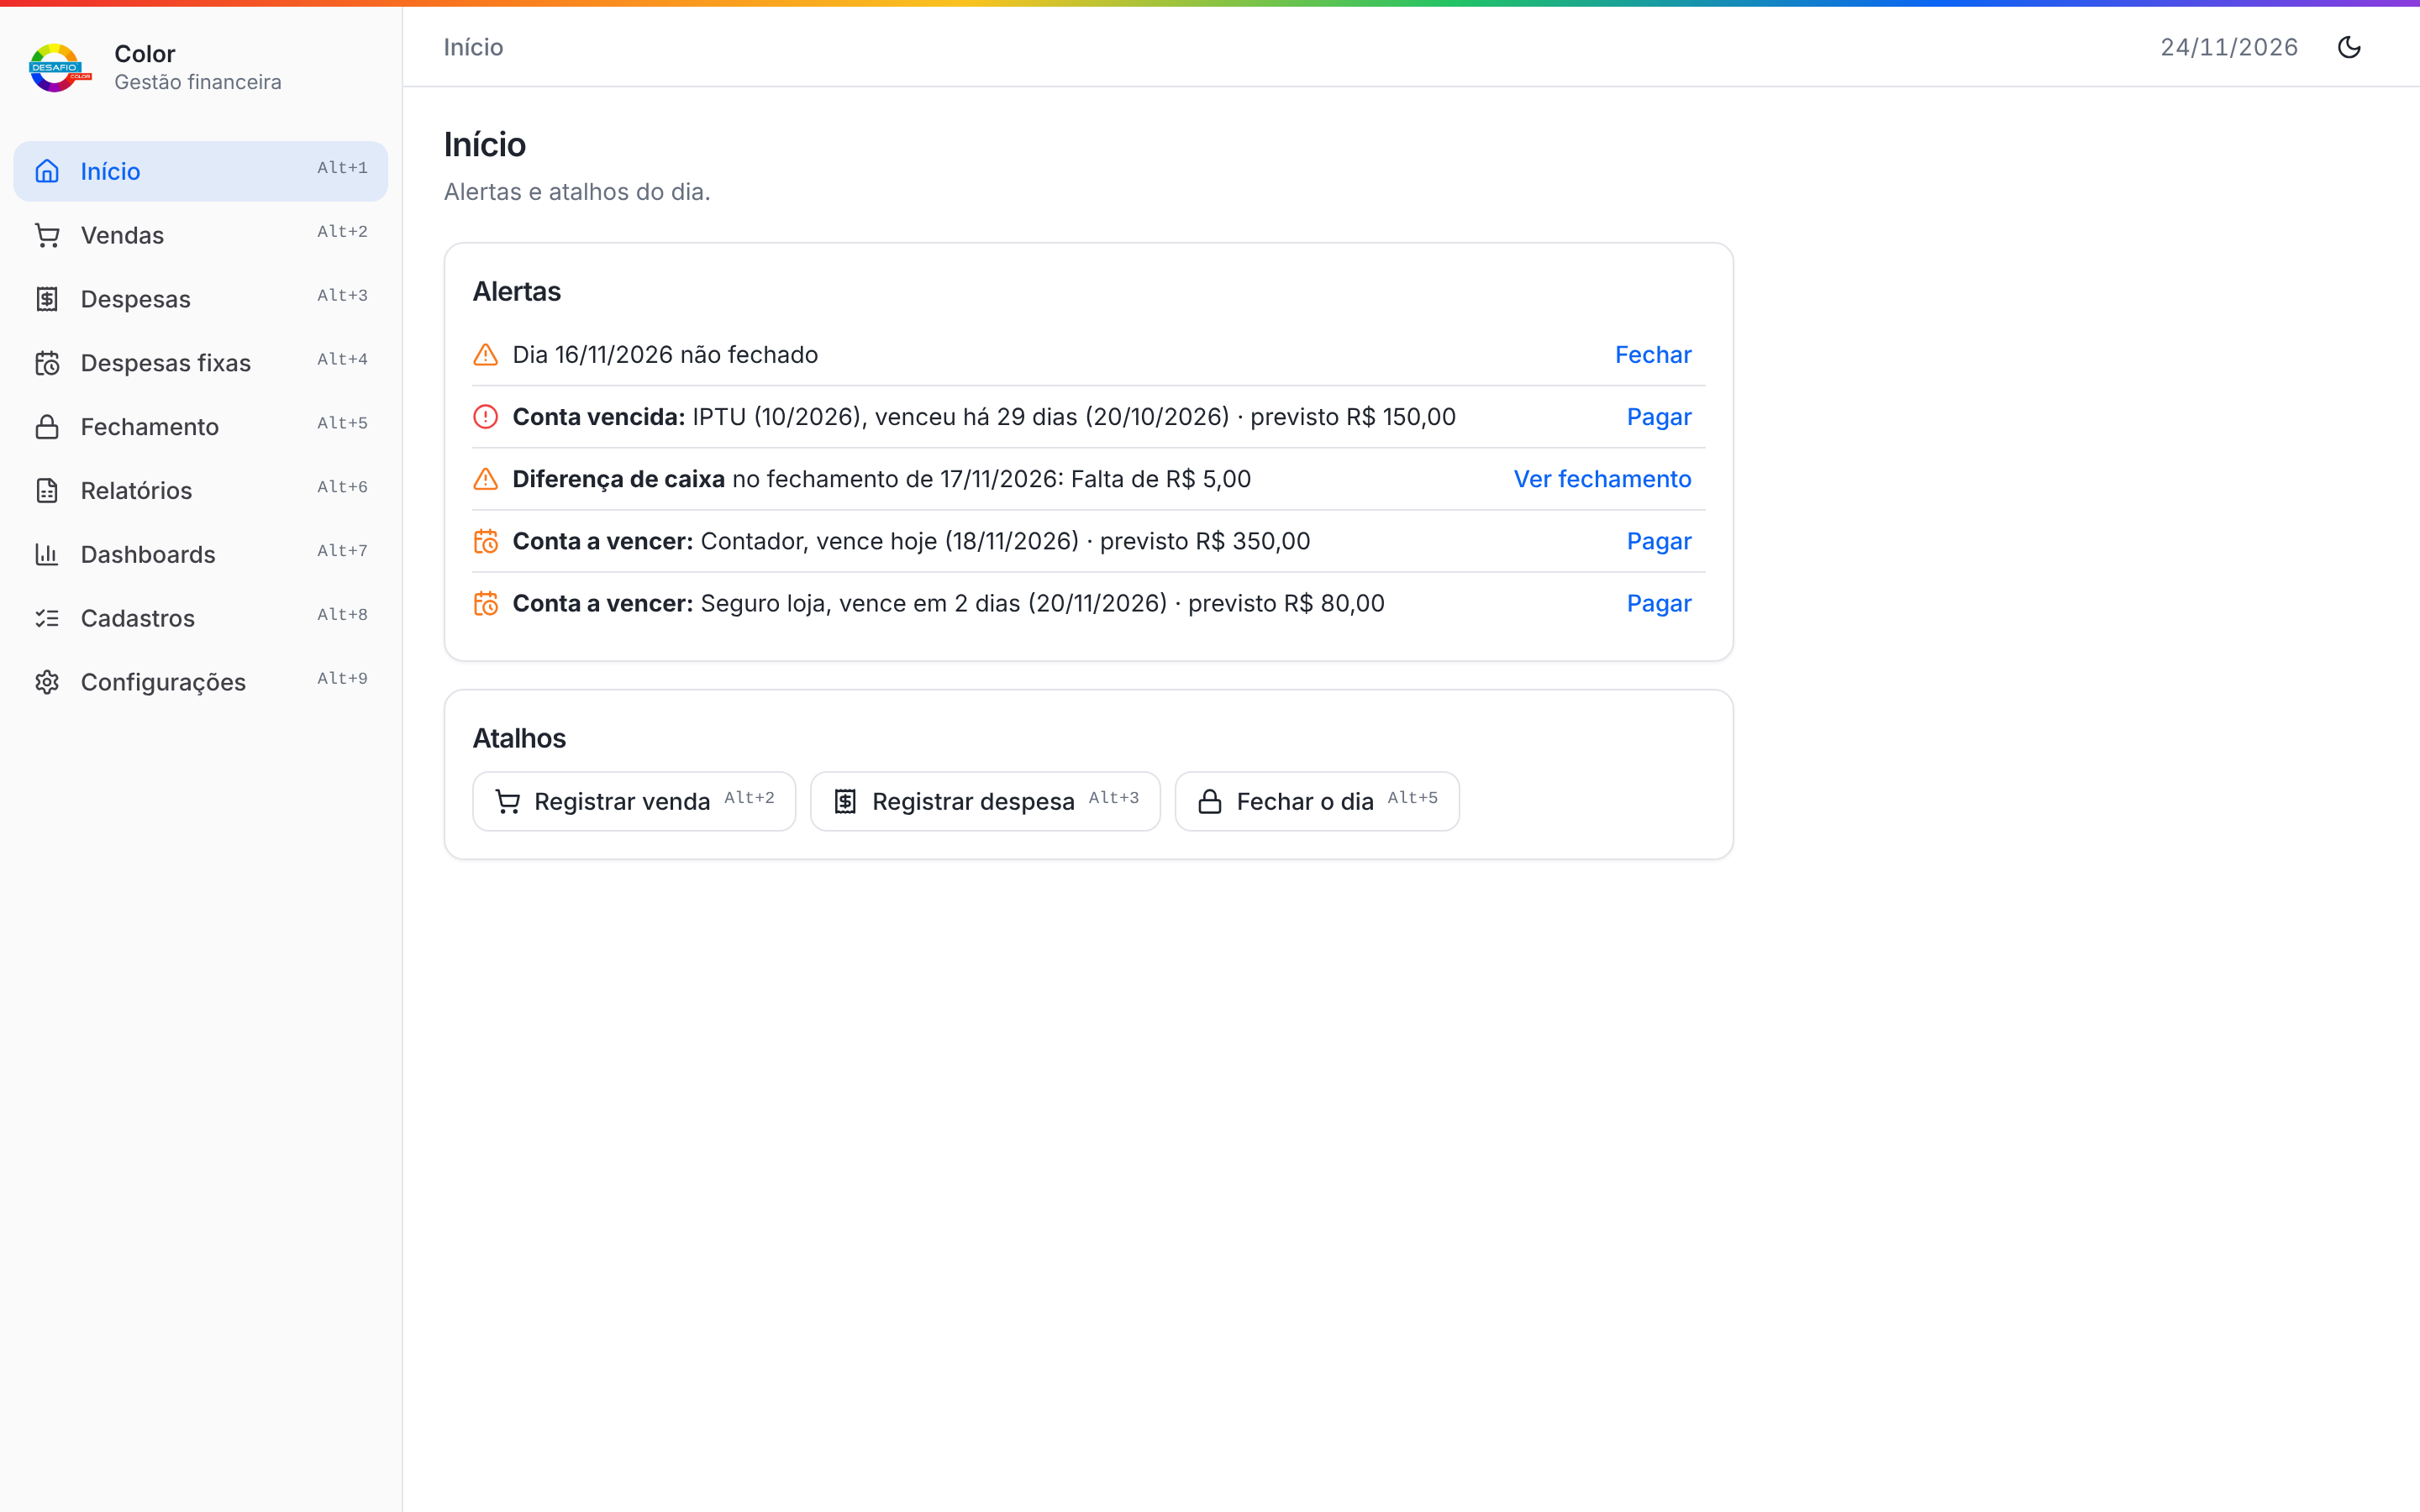 DESAFIO
COLOR
Color
Gestão financeira
Início Alt+1
Vendas Alt+2
Despesas Alt+3
Despesas fixas Alt+4
Fechamento Alt+5
Relatórios Alt+6
Dashboards Alt+7
Cadastros Alt+8
Configurações Alt+9
Início 24/11/2026
Início
Alertas e atalhos do dia.
Alertas
Dia 16/11/2026 não fechado Fechar
Conta vencida: IPTU (10/2026), venceu há 29 dias (20/10/2026) · previsto R$ 150,00 Pagar
Diferença de caixa no fechamento de 17/11/2026: Falta de R$ 5,00 Ver fechamento
Conta a vencer: Contador, vence hoje (18/11/2026) · previsto R$ 350,00 Pagar
Conta a vencer: Seguro loja, vence em 2 dias (20/11/2026) · previsto R$ 80,00 Pagar
Atalhos
Registrar venda Alt+2 Registrar despesa Alt+3 Fechar o dia Alt+5